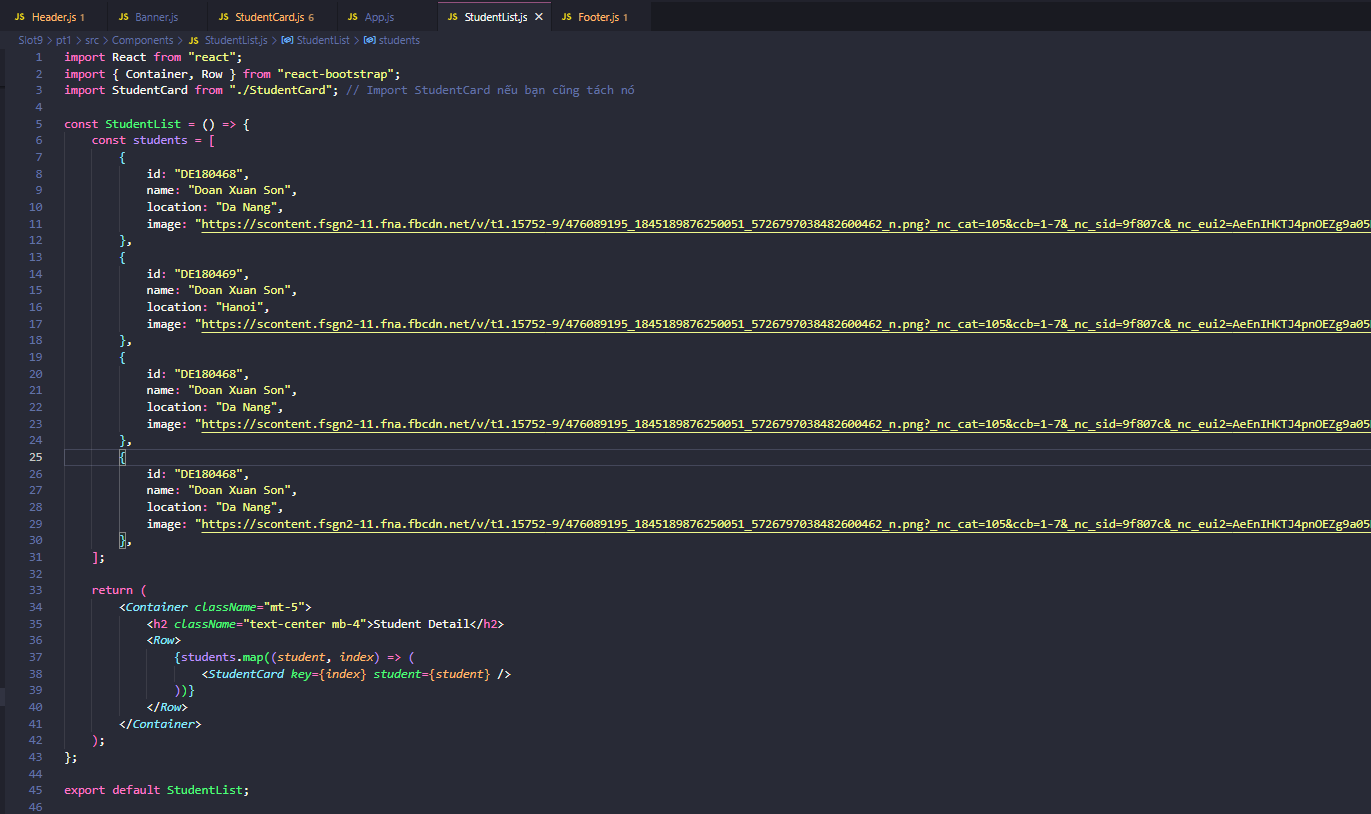 JS Header.js 1 JS Banner.js JS StudentCard.js 6 JS App.js JS StudentList.js × JS Footer.js 1
Slot9 > pt1 > src > Components > JS StudentList.js > StudentList > students
1 import React from "react";
2 import { Container, Row } from "react-bootstrap";
3 import StudentCard from "./StudentCard"; // Import StudentCard nếu bạn cũng tách nó
4
5 const StudentList = () => {
6 const students = [
7 {
8 id: "DE180468",
9 name: "Doan Xuan Son",
10 location: "Da Nang",
11 image: "https://scontent.fsgn2-11.fna.fbcdn.net/v/t1.15752-9/476089195_1845189876250051_5726797038482600462_n.png?_nc_cat=105&ccb=1-7&_nc_sid=9f807c&_nc_eui2=AeEnIHKTJ4pnOEZg9a05
12 },
13 {
14 id: "DE180469",
15 name: "Doan Xuan Son",
16 location: "Hanoi",
17 image: "https://scontent.fsgn2-11.fna.fbcdn.net/v/t1.15752-9/476089195_1845189876250051_5726797038482600462_n.png?_nc_cat=105&ccb=1-7&_nc_sid=9f807c&_nc_eui2=AeEnIHKTJ4pnOEZg9a05
18 },
19 {
20 id: "DE180468",
21 name: "Doan Xuan Son",
22 location: "Da Nang",
23 image: "https://scontent.fsgn2-11.fna.fbcdn.net/v/t1.15752-9/476089195_1845189876250051_5726797038482600462_n.png?_nc_cat=105&ccb=1-7&_nc_sid=9f807c&_nc_eui2=AeEnIHKTJ4pnOEZg9a05
24 },
25 {
26 id: "DE180468",
27 name: "Doan Xuan Son",
28 location: "Da Nang",
29 image: "https://scontent.fsgn2-11.fna.fbcdn.net/v/t1.15752-9/476089195_1845189876250051_5726797038482600462_n.png?_nc_cat=105&ccb=1-7&_nc_sid=9f807c&_nc_eui2=AeEnIHKTJ4pnOEZg9a05
30 },
31 ];
32
33 return (
34 <Container className="mt-5">
35 <h2 className="text-center mb-4">Student Detail</h2>
36 <Row>
37 {students.map((student, index) => (
38 <StudentCard key={index} student={student} />
39 ))}
40 </Row>
41 </Container>
42 );
43 };
44
45 export default StudentList;
46